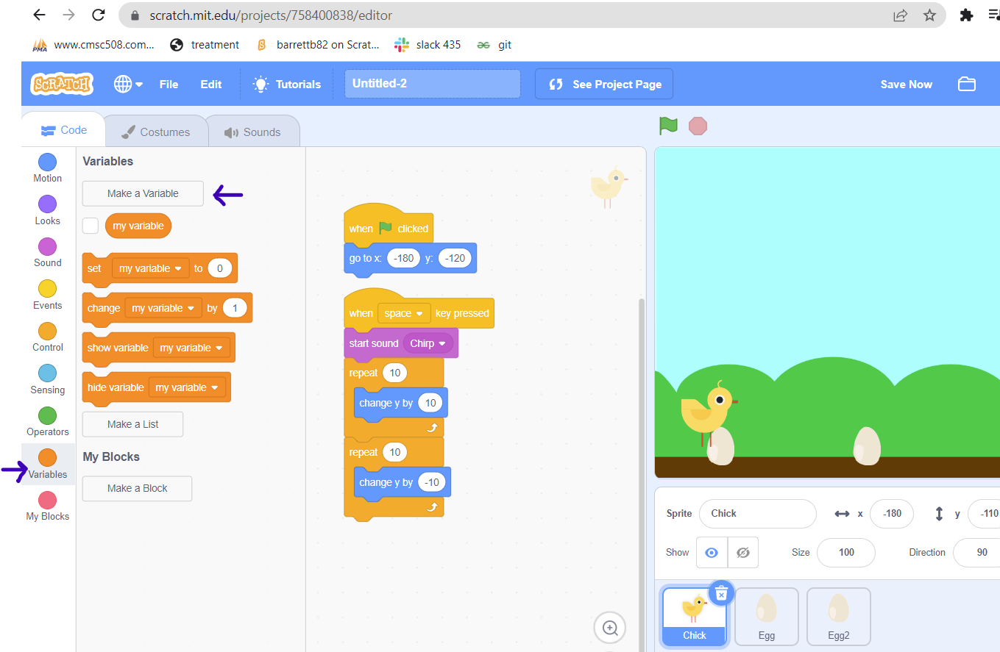 scratch.mit.edu/projects/758400838/editor
PMA www.cmsc508.com... treatment barrettb82 on Scrat... slack 435 git
SCRATCH File Edit Tutorials Untitled-2 See Project Page Save Now
Code Costumes Sounds
Motion
Looks
Sound
Events
Control
Sensing
Operators
Variables
My Blocks
Variables
Make a Variable
my variable
set my variable to 0
change my variable by 1
show variable my variable
hide variable my variable
Make a List
My Blocks
Make a Block
when clicked
go to x: -180 y: -120
when space key pressed
start sound Chirp
repeat 10
change y by 10
repeat 10
change y by -10
Sprite Chick x -180 y -110
Show Size 100 Direction 90
Chick Egg Egg2